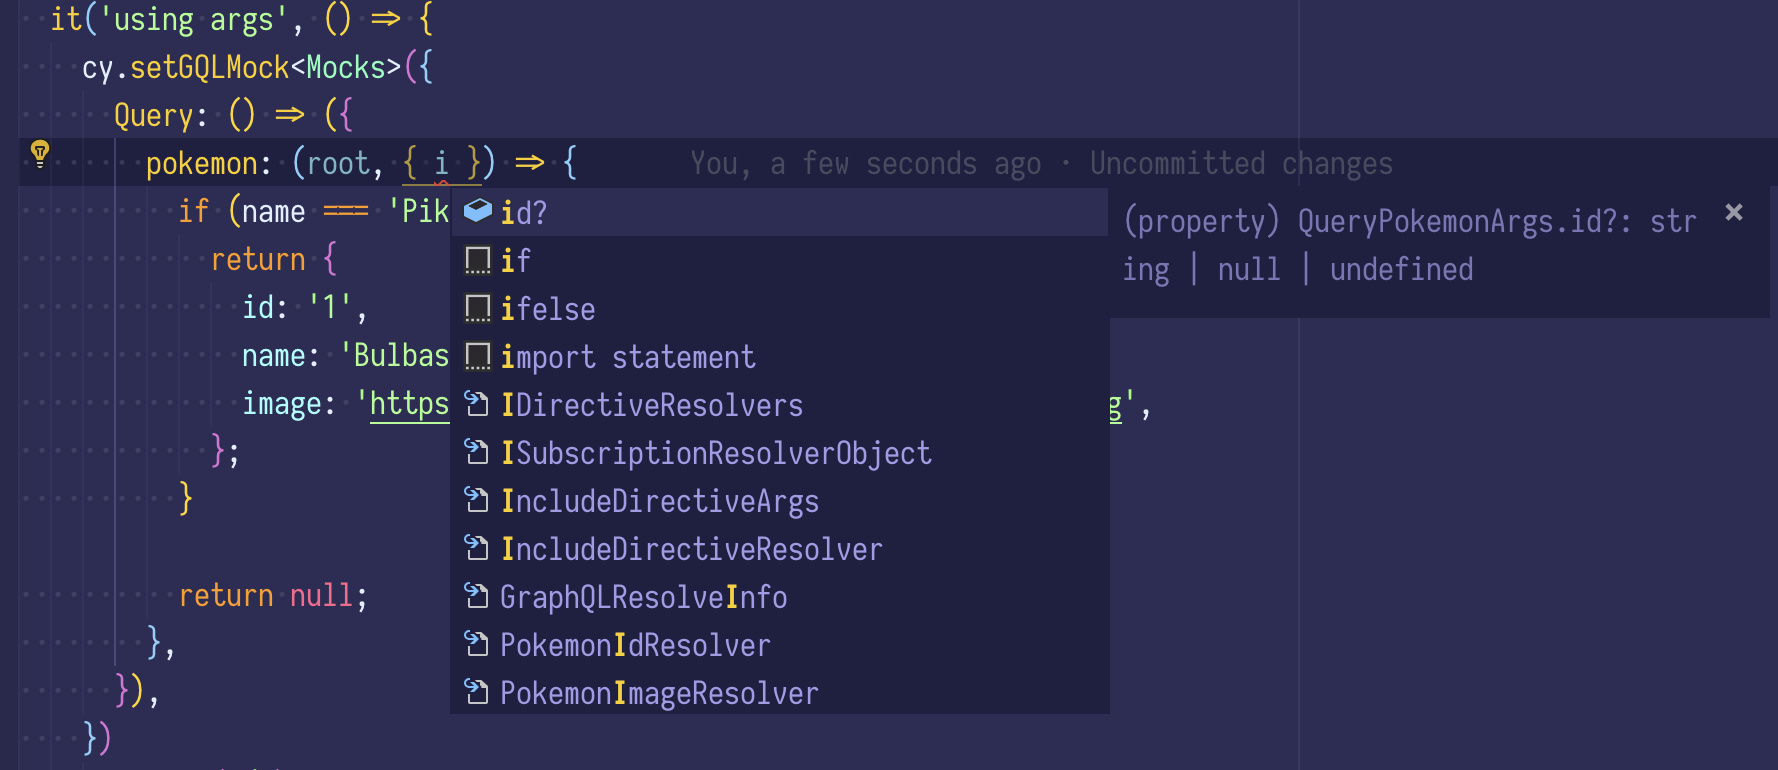 it('using args', () => {
cy.setGQLMock<Mocks>({
Query: () => ({
pokemon: (root, { i }) => { You, a few seconds ago · Uncommitted changes
if (name === 'Pik
return {
id: '1',
name: 'Bulbas
image: 'https g',
};
}
return null;
},
}),
})
id?
if
ifelse
import statement
IDirectiveResolvers
ISubscriptionResolverObject
IncludeDirectiveArgs
IncludeDirectiveResolver
GraphQLResolveInfo
PokemonIdResolver
PokemonImageResolver
(property) QueryPokemonArgs.id?: str
ing | null | undefined